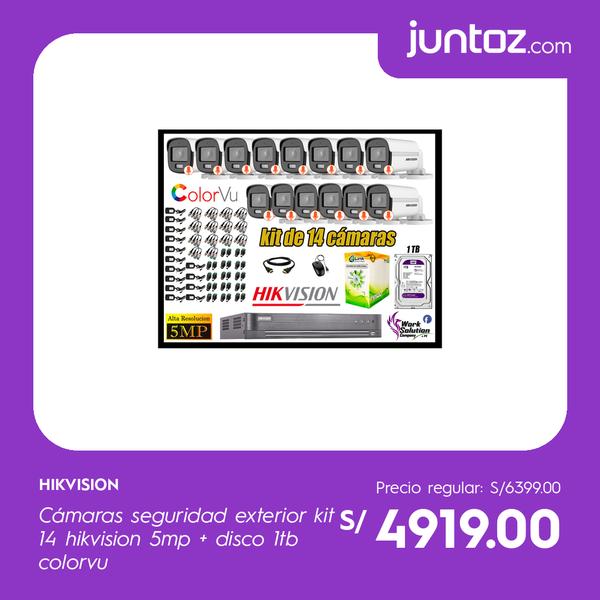 juntoz.com
ColorVu
kit de 14 cámaras
1 TB
HIKVISION
Alta Resolucion
5MP
Work
Solution
Company
HIKVISION
Cámaras seguridad exterior kit
14 hikvision 5mp + disco 1tb
colorvu
Precio regular: S/6399.00
S/ 4919.00